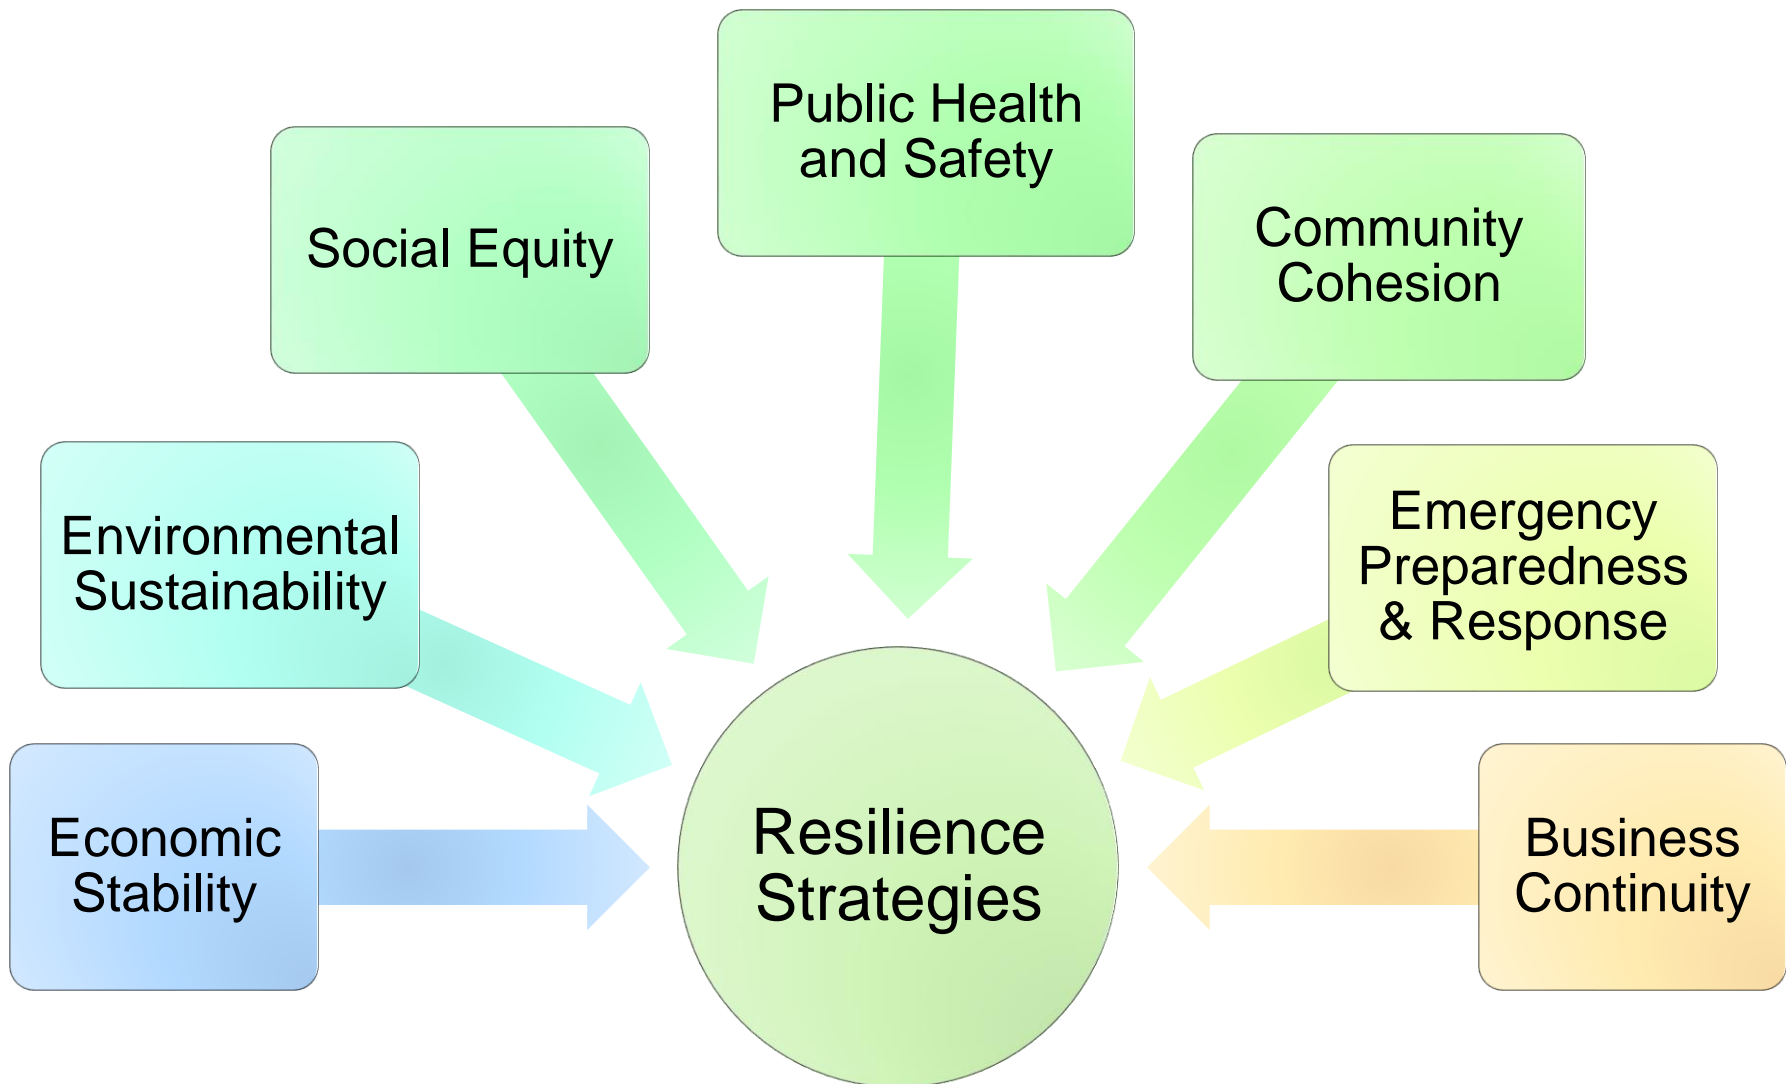 Public Health
and Safety
Social Equity
Community
Cohesion
Environmental
Sustainability
Emergency
Preparedness
& Response
Economic
Stability
Resilience
Strategies
Business
Continuity